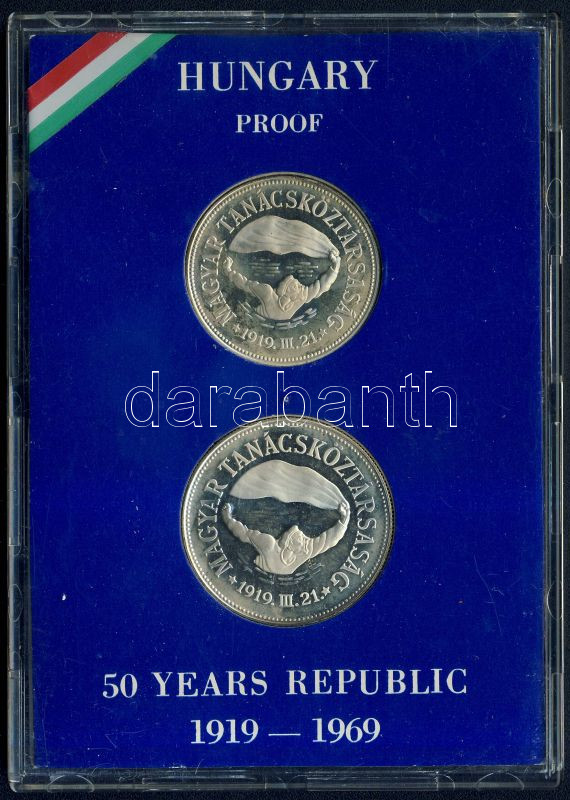 HUNGARY
PROOF
MAGYAR TANÁCSKÖZTÁRSASÁG
* 1919. III. 21. *
darabanth
MAGYAR TANÁCSKÖZTÁRSASÁG
* 1919. III. 21. *
50 YEARS REPUBLIC
1919 — 1969